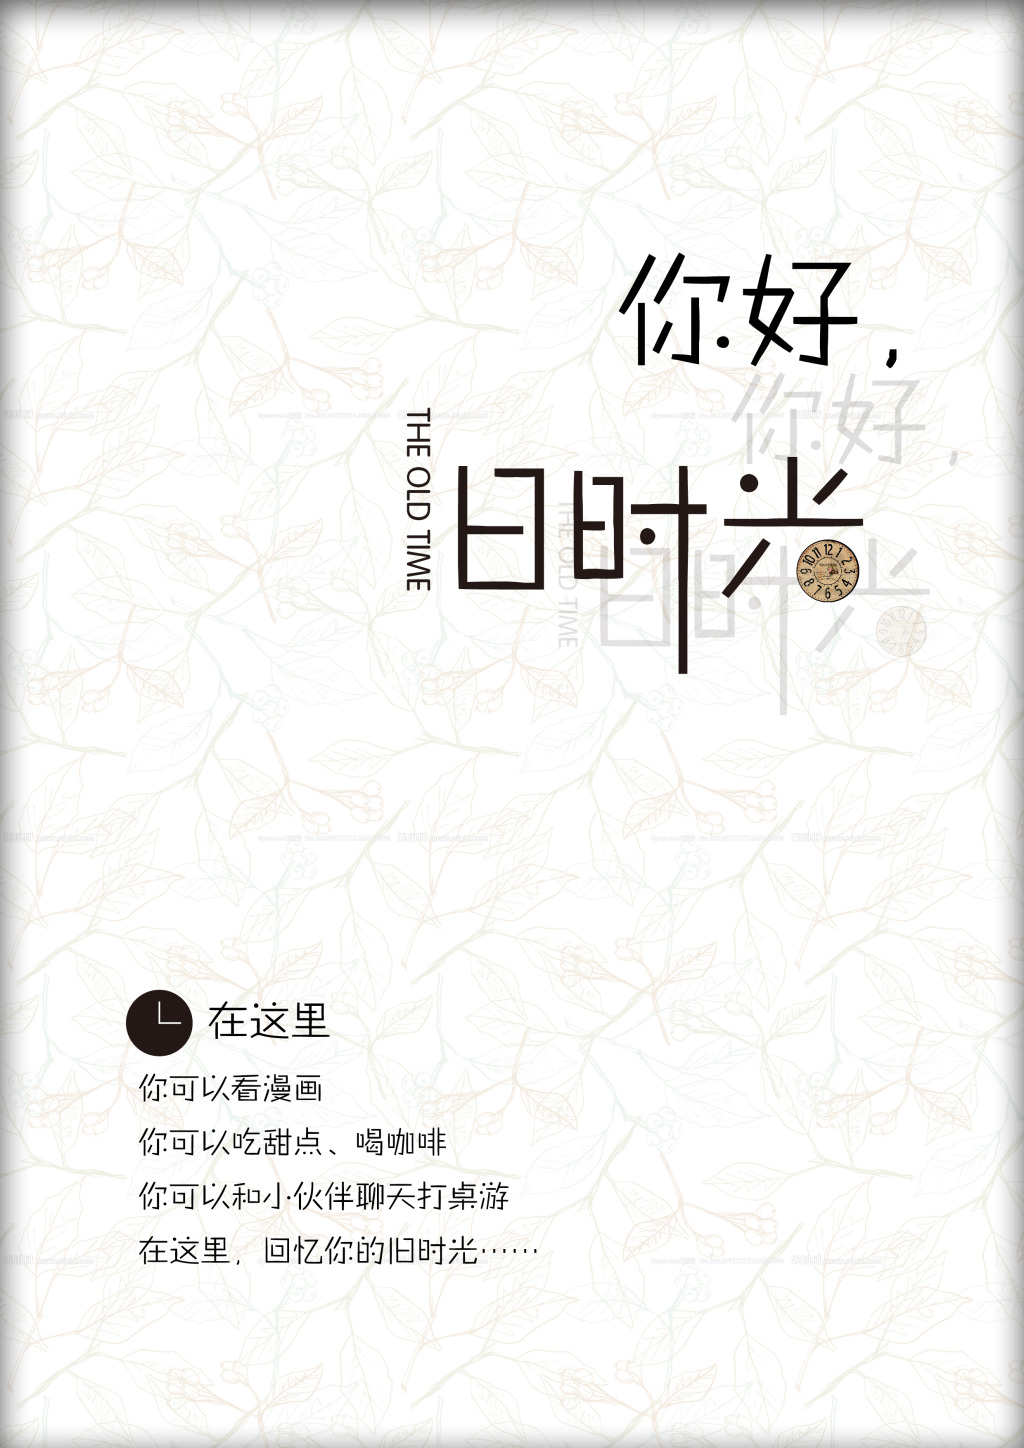 你好，
THE OLD TIME
旧时光
在这里
你可以看漫画
你可以吃甜点、喝咖啡
你可以和小伙伴聊天打桌游
在这里，回忆你的旧时光……